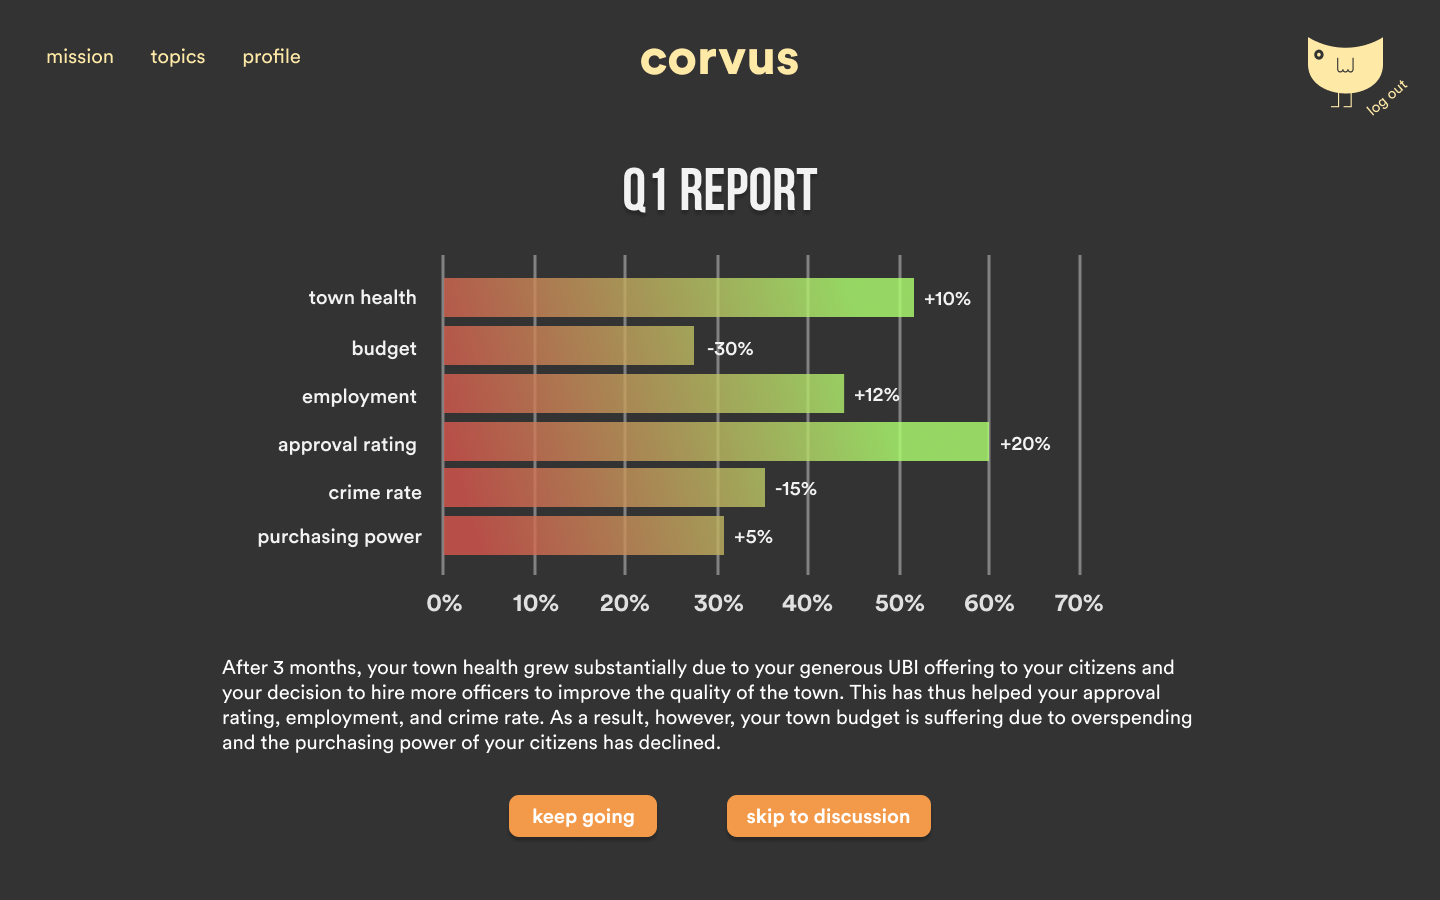 mission topics profile
corvus
log out
Q1 REPORT
town health +10%
budget -30%
employment +12%
approval rating +20%
crime rate -15%
purchasing power +5%
0% 10% 20% 30% 40% 50% 60% 70%
After 3 months, your town health grew substantially due to your generous UBI offering to your citizens and
your decision to hire more officers to improve the quality of the town. This has thus helped your approval
rating, employment, and crime rate. As a result, however, your town budget is suffering due to overspending
and the purchasing power of your citizens has declined.
keep going skip to discussion